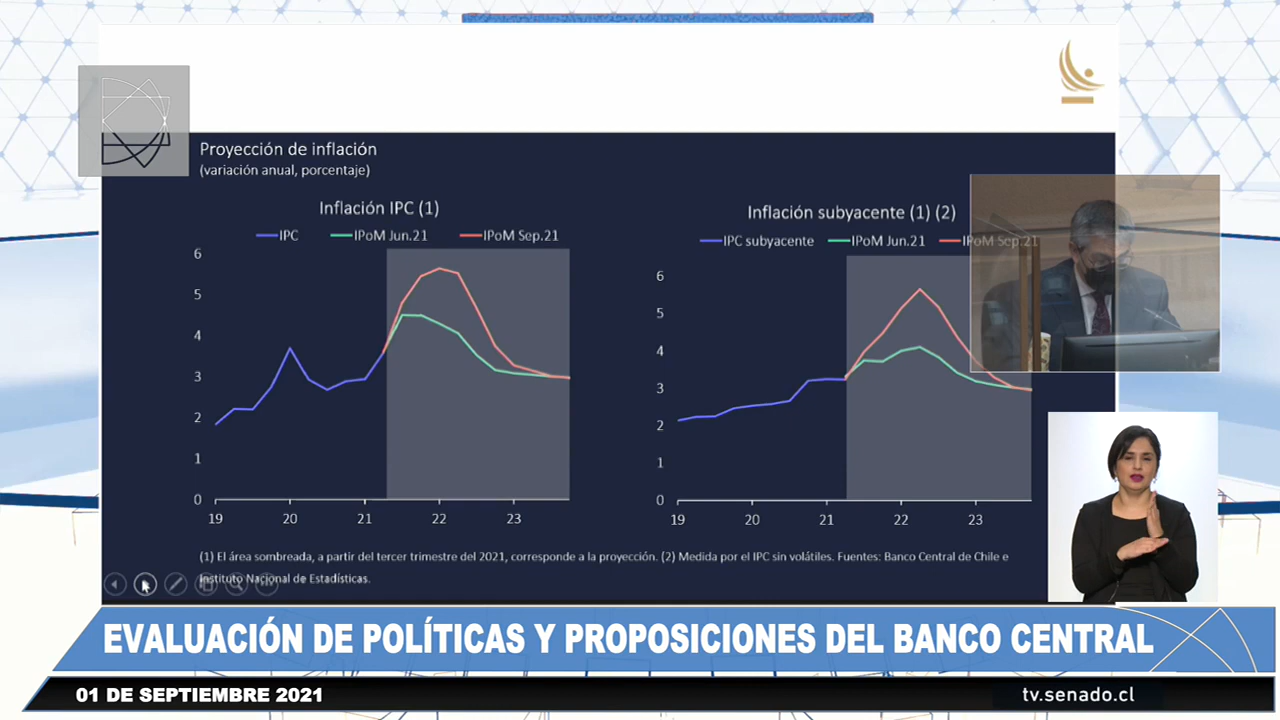 Proyección de inflación
(variación anual, porcentaje)
Inflación IPC (1)
IPC IPoM Jun.21 IPoM Sep.21
6
5
4
3
2
1
0
19 20 21 22 23
Inflación subyacente (1) (2)
IPC subyacente IPoM Jun.21 IPoM Sep.21
6
5
4
3
2
1
0
19 20 21 22 23
(1) El área sombreada, a partir del tercer trimestre del 2021, corresponde a la proyección. (2) Medida por el IPC sin volátiles. Fuentes: Banco Central de Chile e
Instituto Nacional de Estadísticas.
EVALUACIÓN DE POLÍTICAS Y PROPOSICIONES DEL BANCO CENTRAL
01 DE SEPTIEMBRE 2021
tv.senado.cl